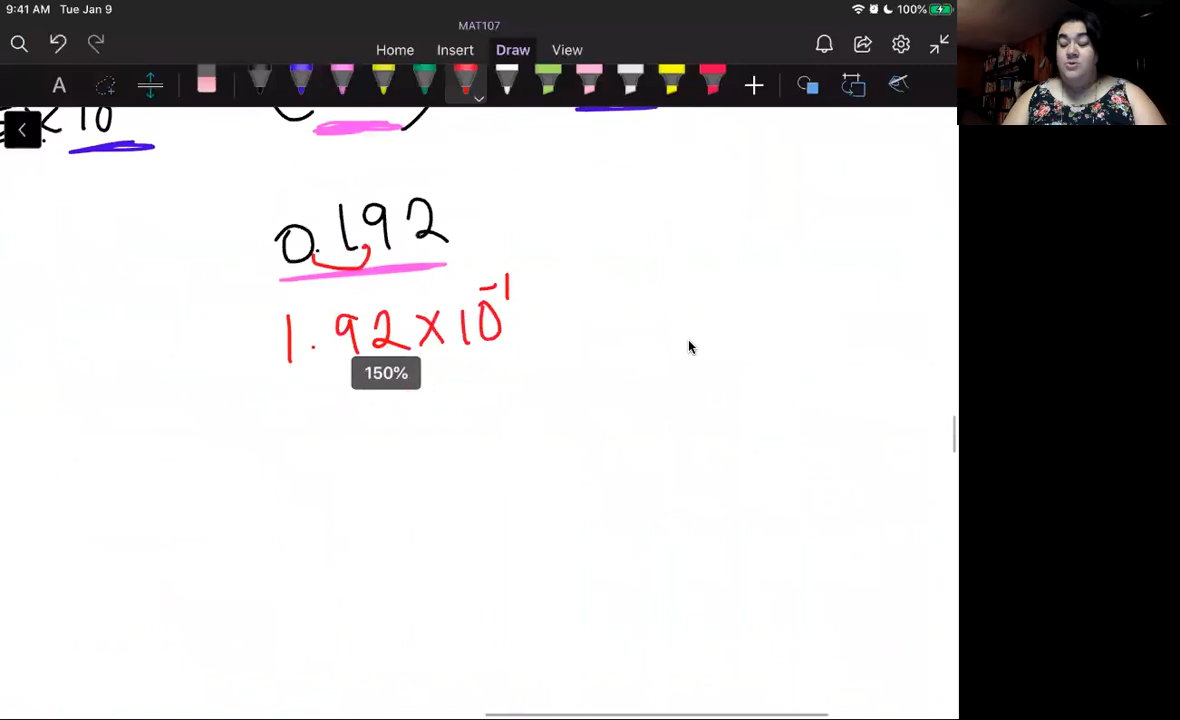 9:41 AM Tue Jan 9
100%
MAT107
Home Insert Draw View
A
× 10
0.192
1.92 × 10⁻¹
150%